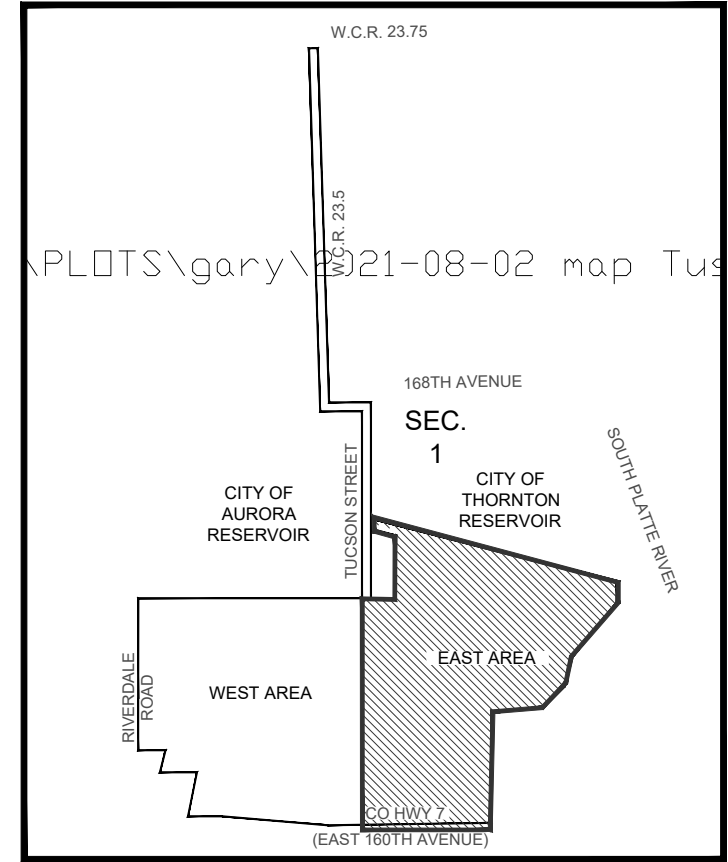 W.C.R. 23.75
W.C.R. 23.5
\PLOTS\gary\2021-08-02 map Tus
168TH AVENUE
SEC.
1
SOUTH PLATTE RIVER
CITY OF
THORNTON
RESERVOIR
CITY OF
AURORA
RESERVOIR
TUCSON STREET
EAST AREA
WEST AREA
RIVERDALE
ROAD
CO HWY 7
(EAST 160TH AVENUE)